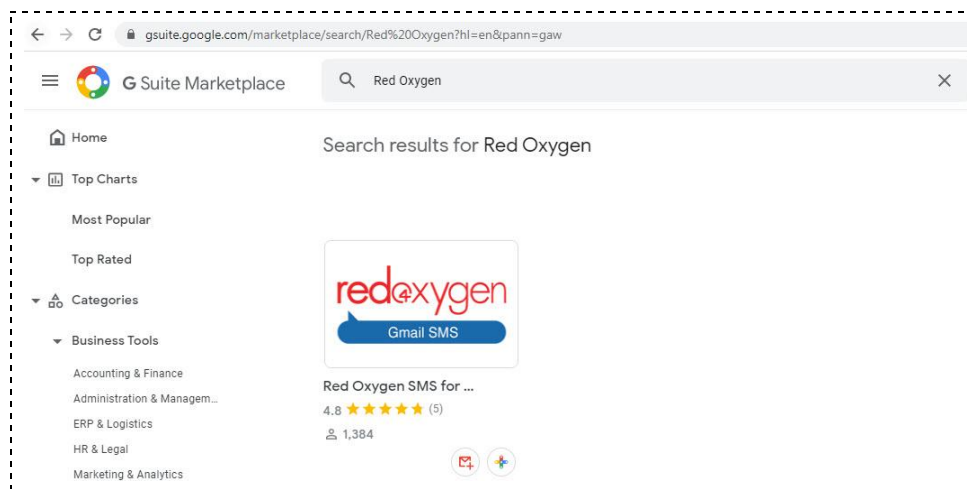 gsuite.google.com/marketplace/search/Red%20Oxygen?hl=en&pann=gaw
G Suite Marketplace
Red Oxygen
Home
Top Charts
Most Popular
Top Rated
Categories
Business Tools
Accounting & Finance
Administration & Managem...
ERP & Logistics
HR & Legal
Marketing & Analytics
Search results for Red Oxygen
redoxygen
Gmail SMS
Red Oxygen SMS for ...
4.8 ★★★★★ (5)
1,384